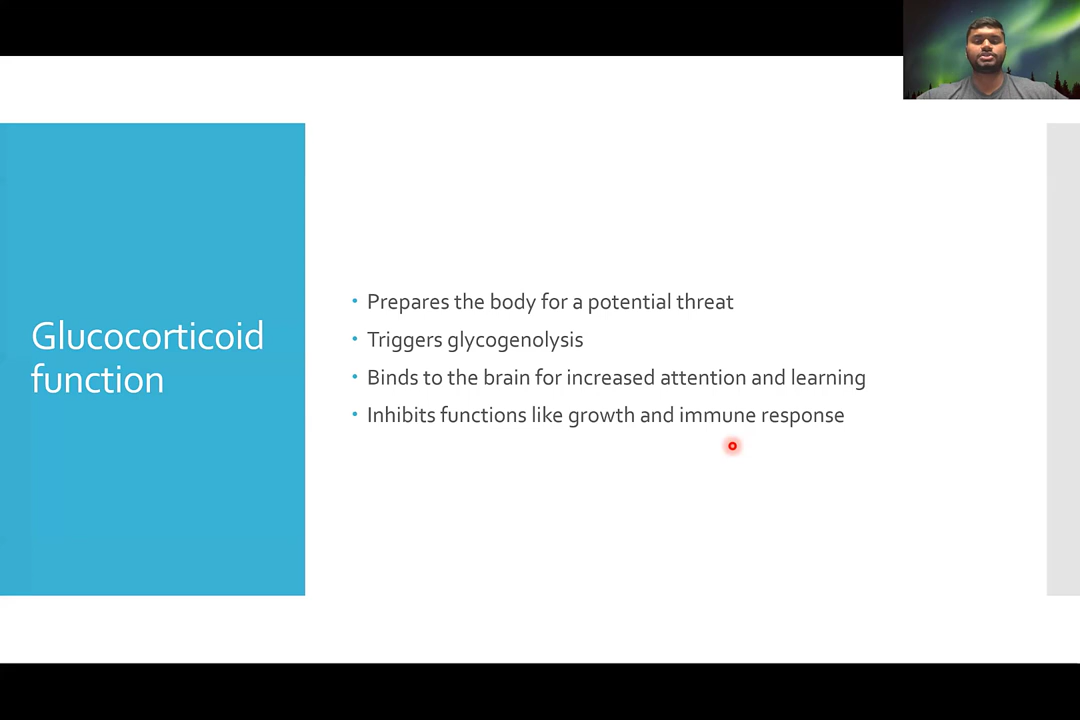 Glucocorticoid
function
• Prepares the body for a potential threat
• Triggers glycogenolysis
• Binds to the brain for increased attention and learning
• Inhibits functions like growth and immune response